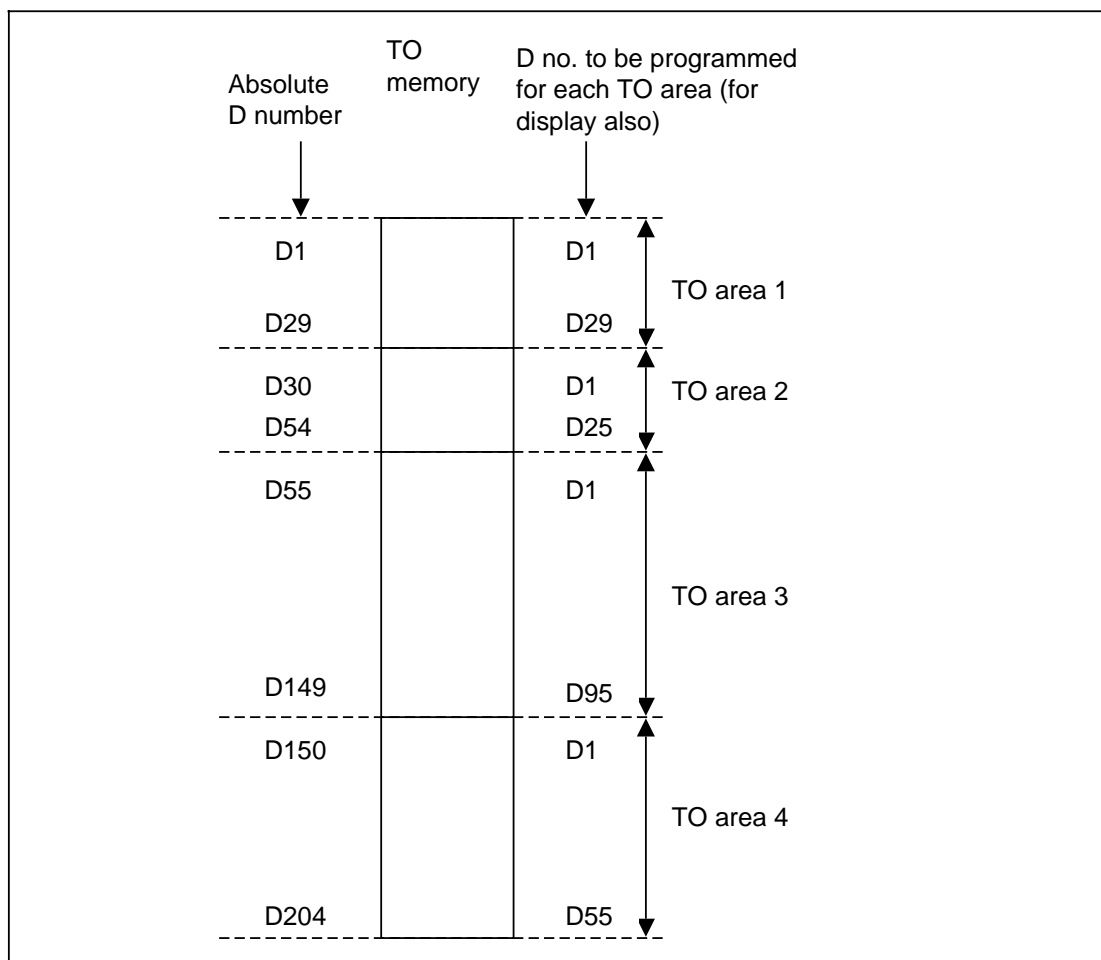 Absolute
D number
TO
memory
D no. to be programmed
for each TO area (for
display also)
D1
D1
TO area 1
D29
D29
D30
D1
TO area 2
D54
D25
D55
D1
TO area 3
D149
D95
D150
D1
TO area 4
D204
D55